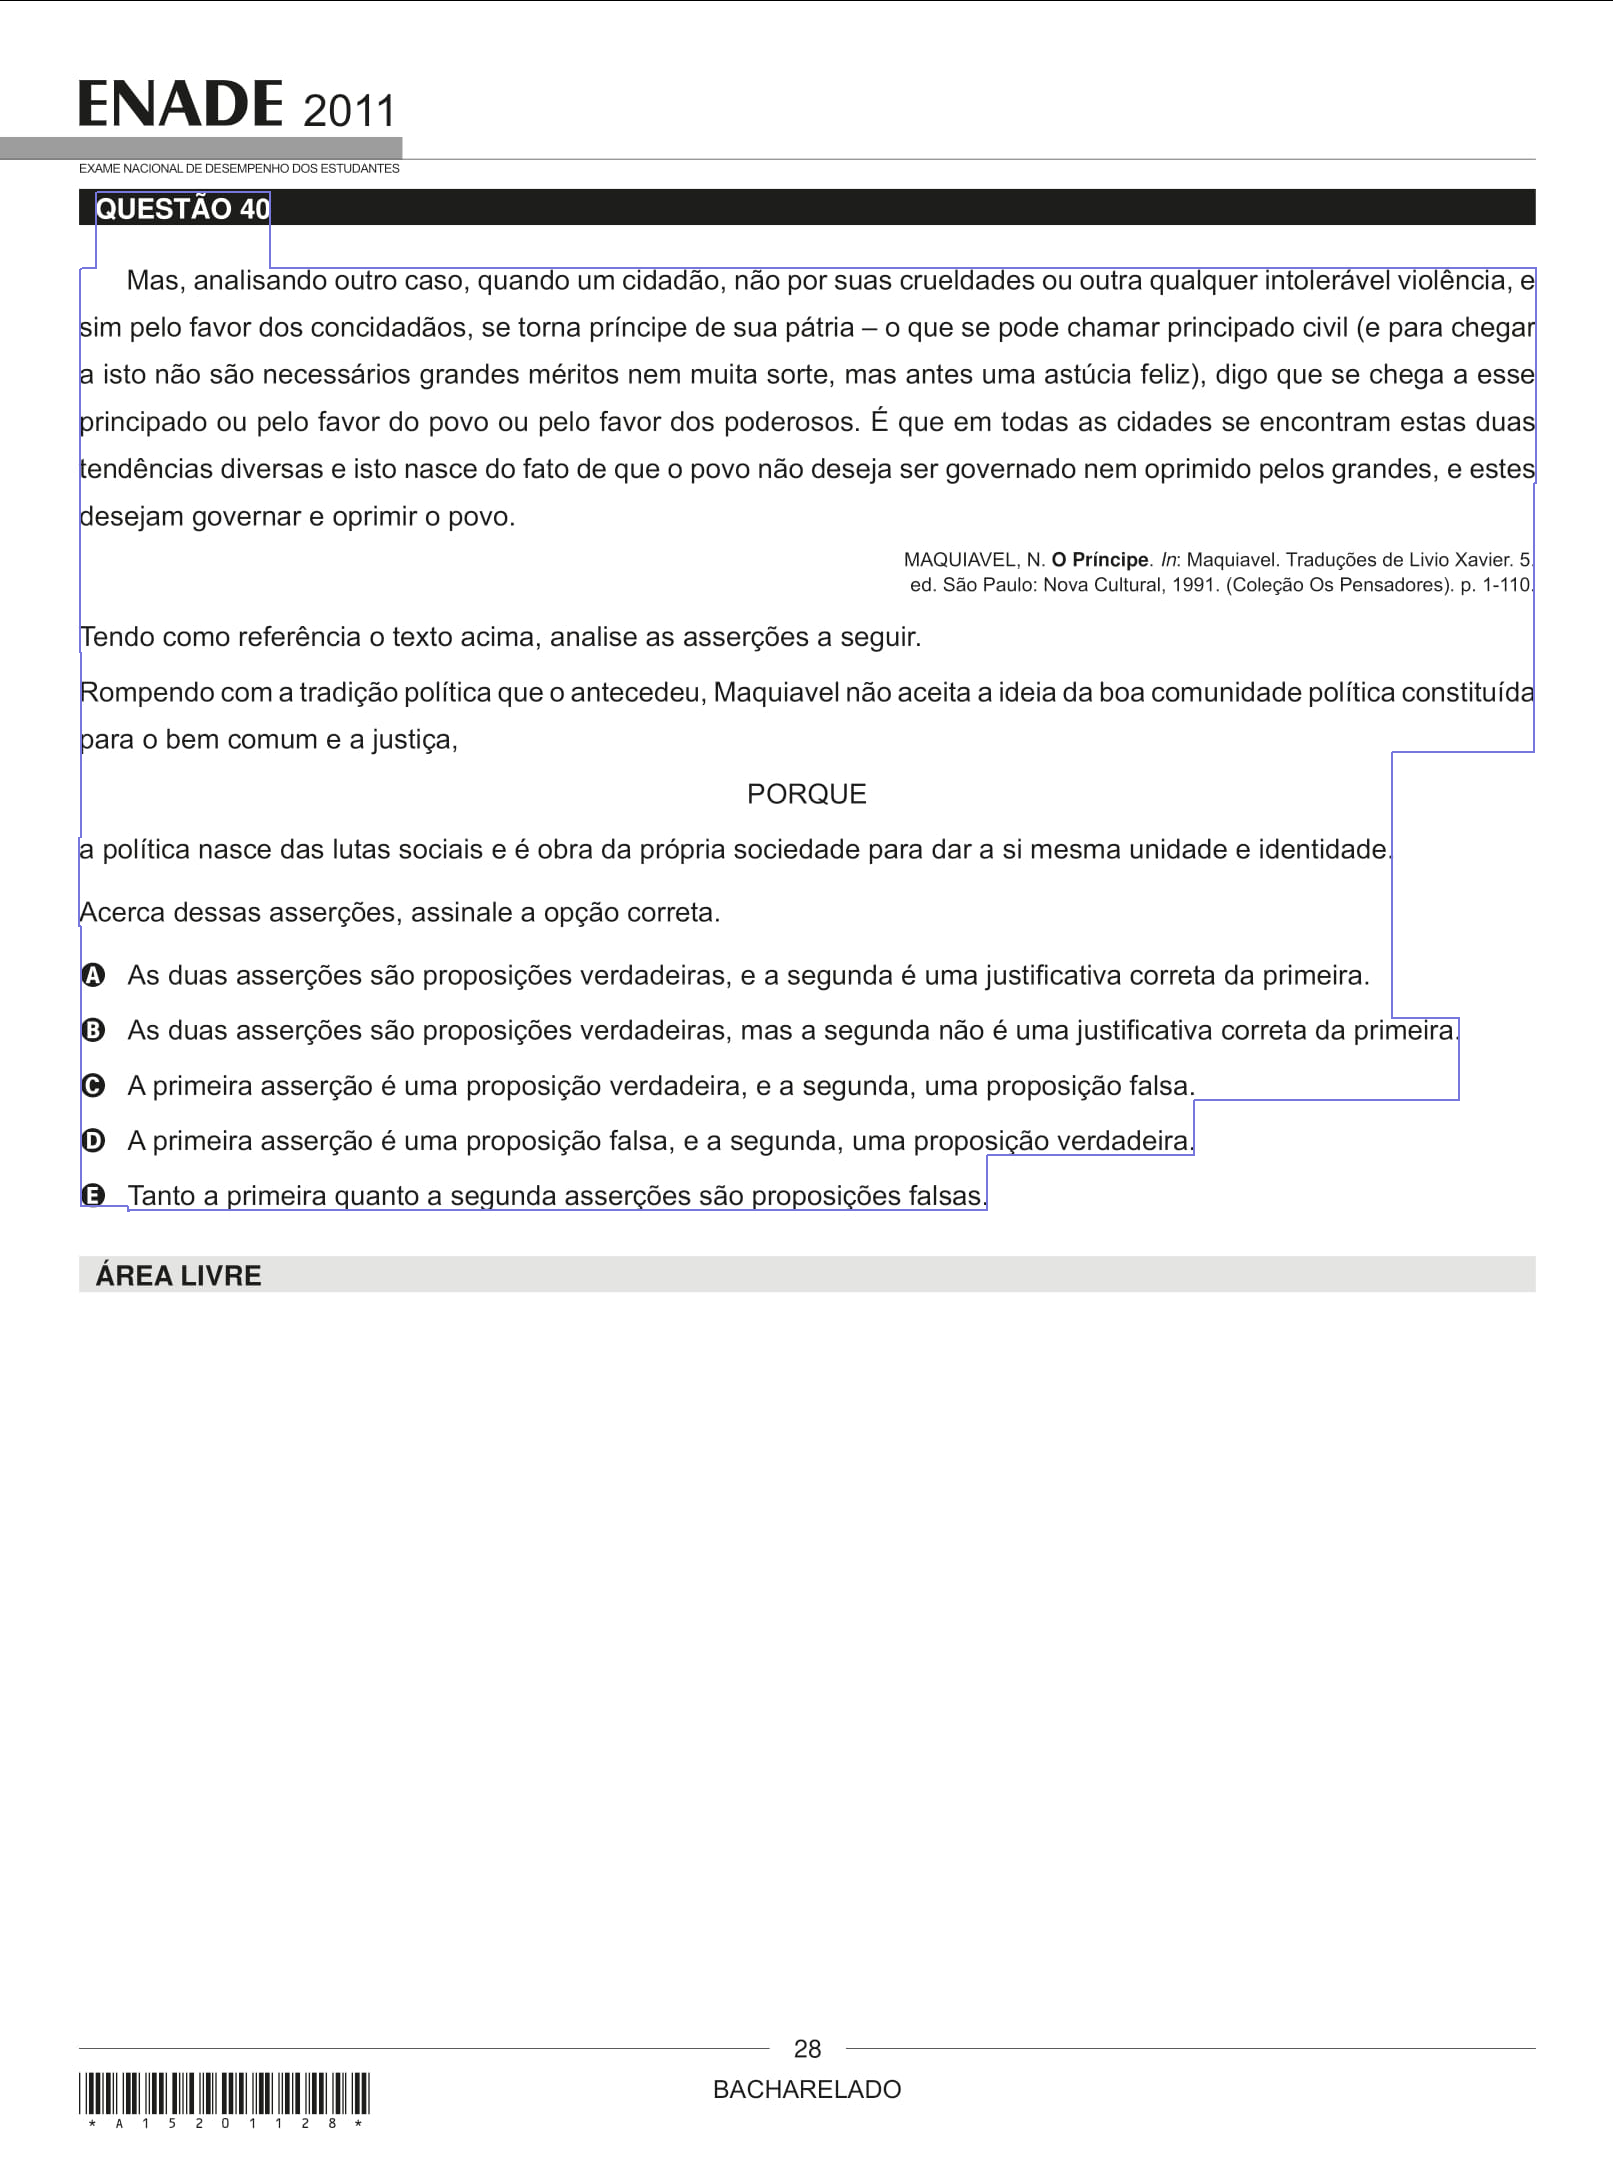 ENADE 2011
EXAME NACIONAL DE DESEMPENHO DOS ESTUDANTES
QUESTÃO 40
Mas, analisando outro caso, quando um cidadão, não por suas crueldades ou outra qualquer intolerável violência, e
sim pelo favor dos concidadãos, se torna príncipe de sua pátria – o que se pode chamar principado civil (e para chegar
a isto não são necessários grandes méritos nem muita sorte, mas antes uma astúcia feliz), digo que se chega a esse
principado ou pelo favor do povo ou pelo favor dos poderosos. É que em todas as cidades se encontram estas duas
tendências diversas e isto nasce do fato de que o povo não deseja ser governado nem oprimido pelos grandes, e estes
desejam governar e oprimir o povo.
MAQUIAVEL, N. O Príncipe. In: Maquiavel. Traduções de Livio Xavier. 5.
ed. São Paulo: Nova Cultural, 1991. (Coleção Os Pensadores). p. 1-110.
Tendo como referência o texto acima, analise as asserções a seguir.
Rompendo com a tradição política que o antecedeu, Maquiavel não aceita a ideia da boa comunidade política constituída
para o bem comum e a justiça,
PORQUE
a política nasce das lutas sociais e é obra da própria sociedade para dar a si mesma unidade e identidade.
Acerca dessas asserções, assinale a opção correta.
A As duas asserções são proposições verdadeiras, e a segunda é uma justificativa correta da primeira.
B As duas asserções são proposições verdadeiras, mas a segunda não é uma justificativa correta da primeira.
C A primeira asserção é uma proposição verdadeira, e a segunda, uma proposição falsa.
D A primeira asserção é uma proposição falsa, e a segunda, uma proposição verdadeira.
E Tanto a primeira quanto a segunda asserções são proposições falsas.
ÁREA LIVRE
28
BACHARELADO
* A 1 5 2 0 1 1 2 8 *